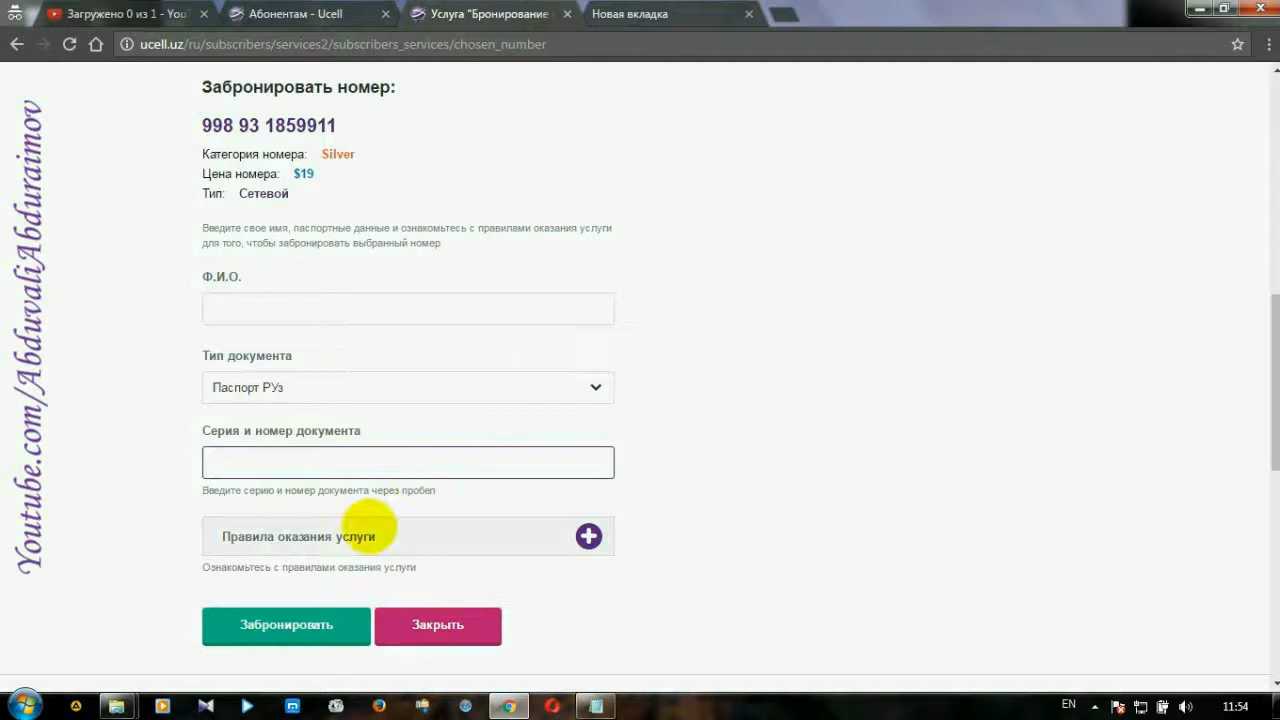 Загружено 0 из 1 - YouT
Абонентам - Ucell
Услуга "Бронирование
Новая вкладка
ucell.uz/ru/subscribers/services2/subscribers_services/chosen_number
Забронировать номер:
998 93 1859911
Категория номера: Silver
Цена номера: $19
Тип: Сетевой
Введите свое имя, паспортные данные и ознакомьтесь с правилами оказания услуги
для того, чтобы забронировать выбранный номер
Ф.И.О.
Тип документа
Паспорт РУз
Серия и номер документа
Введите серию и номер документа через пробел
Правила оказания услуги
Ознакомьтесь с правилами оказания услуги
Забронировать
Закрыть
Youtube.com/AbduvaliAbduraimov
EN
11:54